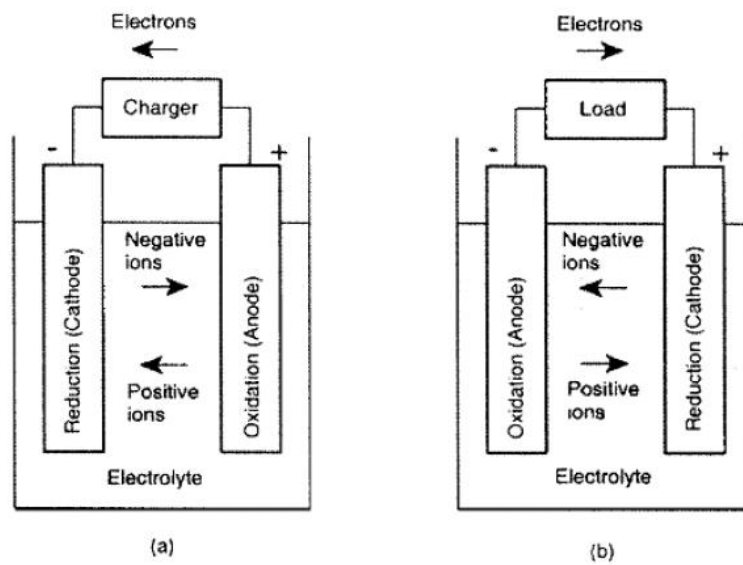 Electrons
Charger
-
+
Reduction (Cathode)
Negative
ions
Positive
ions
Oxidation (Anode)
Electrolyte
(a)
Electrons
Load
-
+
Oxidation (Anode)
Negative
ions
Positive
ions
Reduction (Cathode)
Electrolyte
(b)